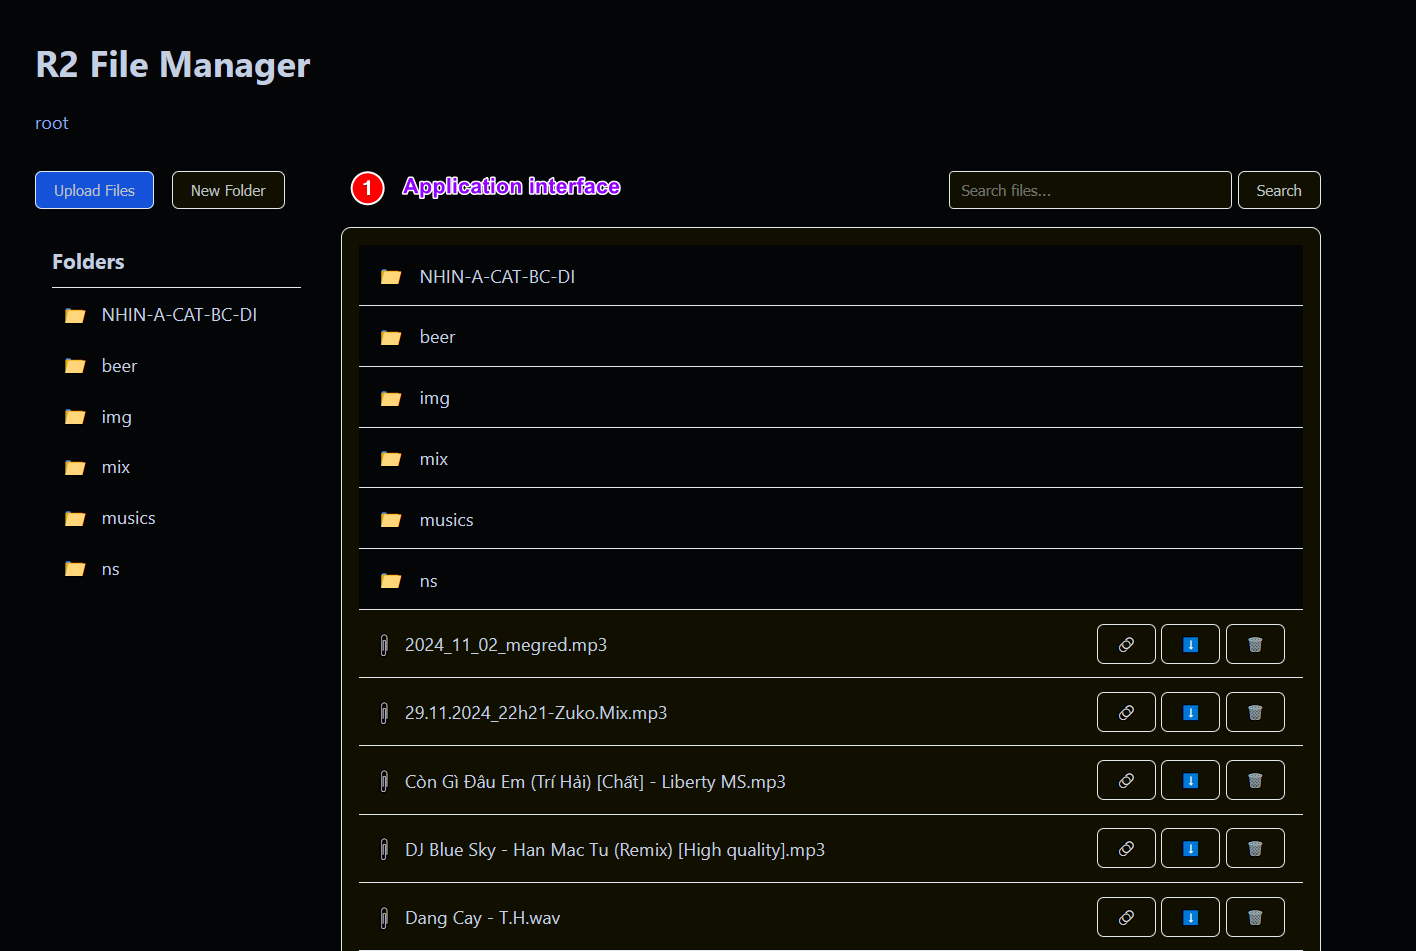 R2 File Manager
root
Upload Files
New Folder
1 Application interface
Search files...
Search
Folders
NHIN-A-CAT-BC-DI
beer
img
mix
musics
ns
NHIN-A-CAT-BC-DI
beer
img
mix
musics
ns
2024_11_02_megred.mp3
29.11.2024_22h21-Zuko.Mix.mp3
Còn Gì Đâu Em (Trí Hải) [Chất] - Liberty MS.mp3
DJ Blue Sky - Han Mac Tu (Remix) [High quality].mp3
Dang Cay - T.H.wav